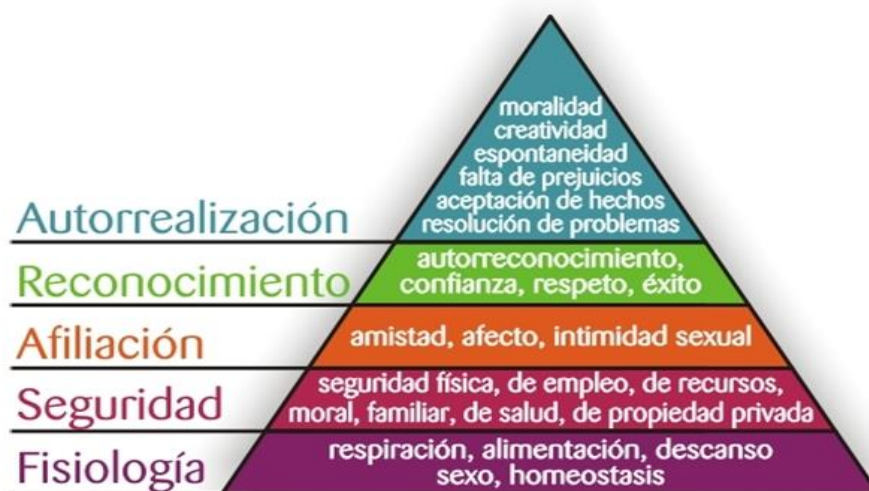 moralidad
creatividad
espontaneidad
falta de prejuicios
aceptación de hechos
resolución de problemas
Autorrealización
autorreconocimiento,
confianza, respeto, éxito
Reconocimiento
amistad, afecto, intimidad sexual
Afiliación
seguridad física, de empleo, de recursos,
moral, familiar, de salud, de propiedad privada
Seguridad
respiración, alimentación, descanso
sexo, homeostasis
Fisiología